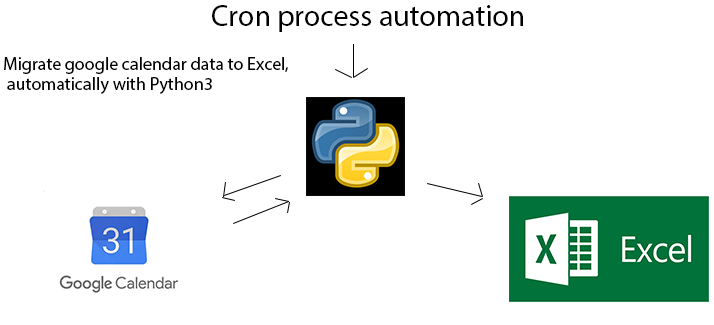 Cron process automation
Migrate google calendar data to Excel,
automatically with Python3
31
Google Calendar
X
Excel